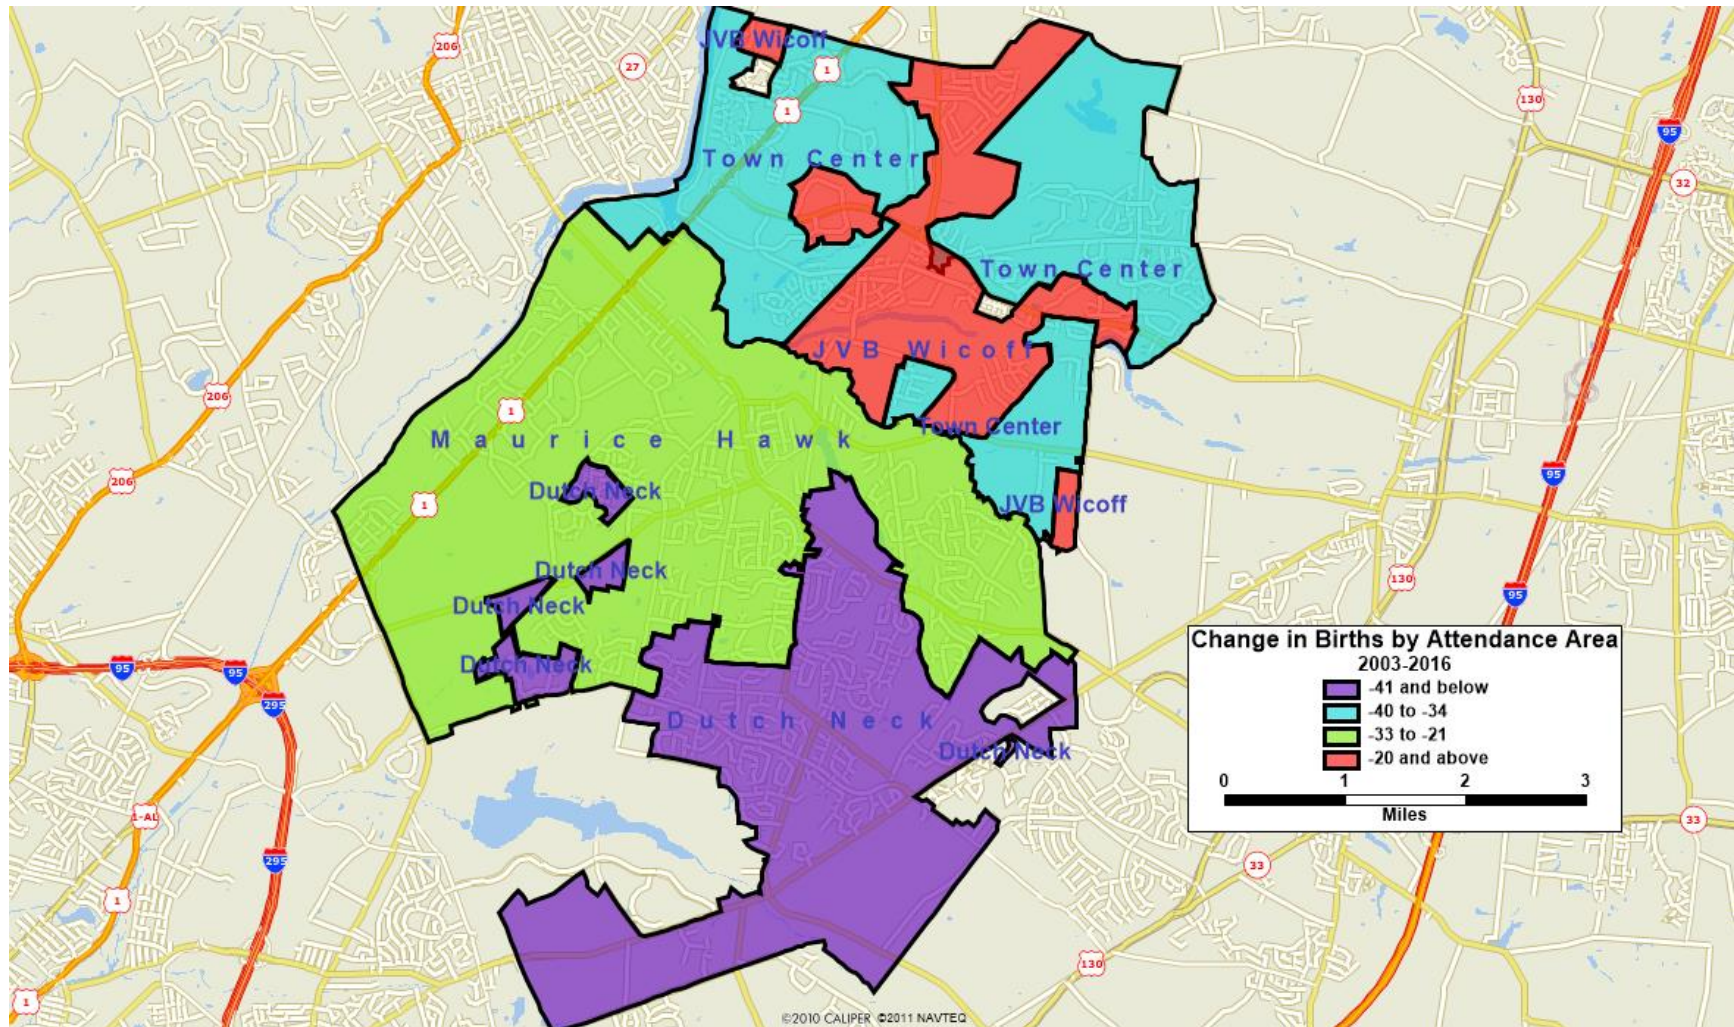 206
27
JVB Wicoff
1
1
130
95
32
Town Center
Town Center
206
JVB Wicoff
1
Town Center
Maurice Hawk
206
1
Dutch Neck
JVB Wicoff
95
130
95
Dutch Neck
Dutch Neck
Dutch Neck
95
95
295
Dutch Neck
Dutch Neck
Change in Births by Attendance Area
2003-2016
-41 and below
-40 to -34
-33 to -21
-20 and above
0 1 2 3
Miles
1-AL
33
295
33
1
130
1
©2010 CALIPER ©2011 NAVTEQ